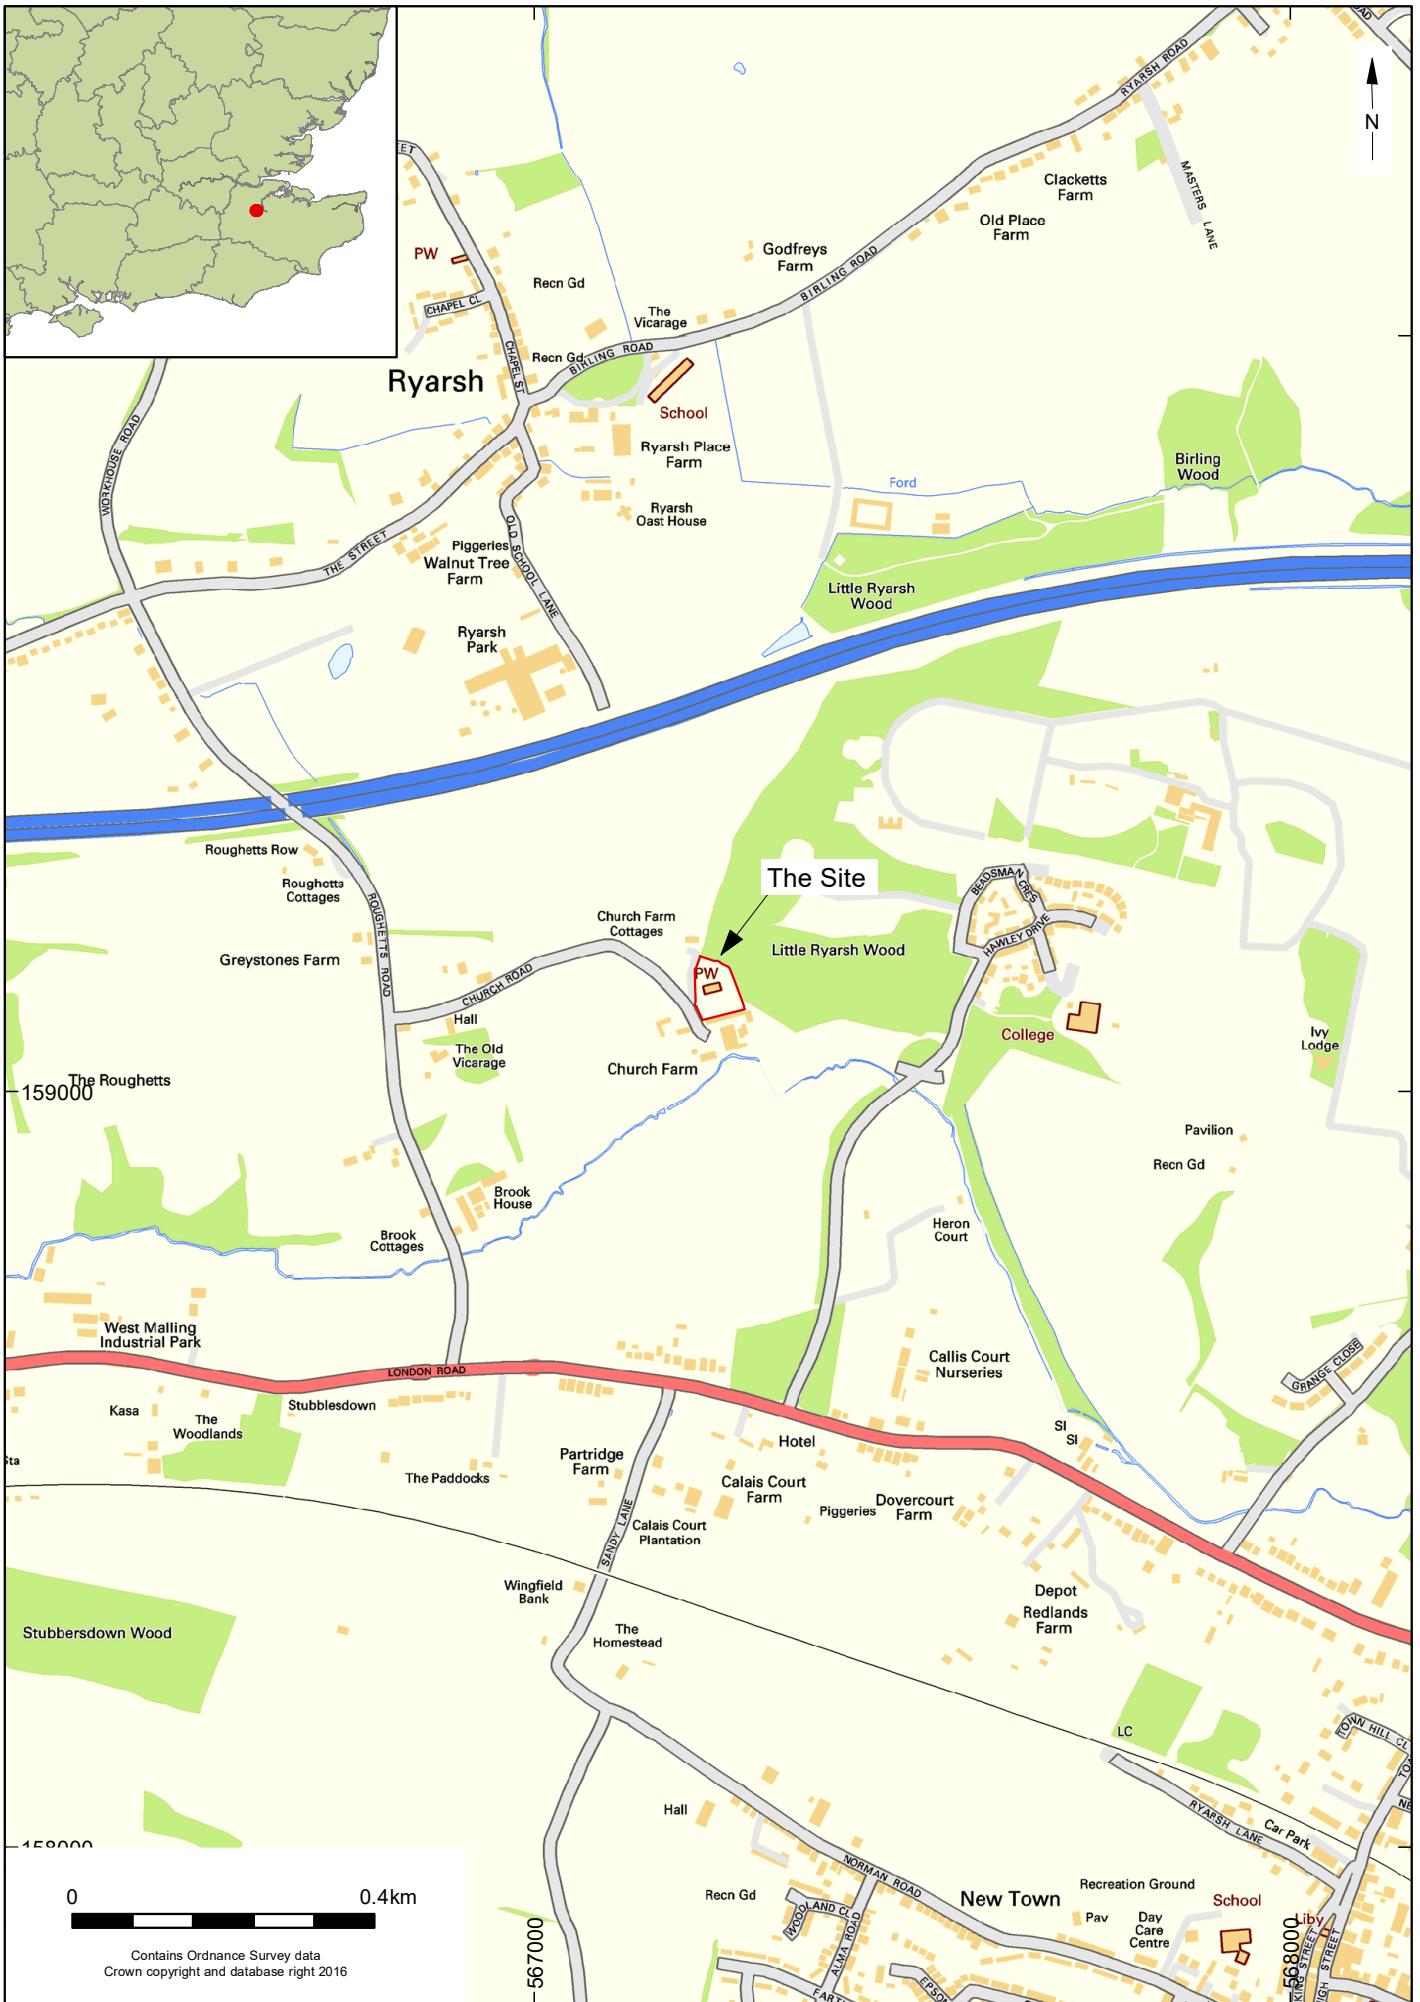 RYARSH ROAD
N
MASTERS LANE
Clacketts
Farm
Old Place
Farm
Godfreys
Farm
BIRLING ROAD
PW
Recn Gd
CHAPEL CL
The
Vicarage
CHAPEL ST
Recn Gd
BIRLING ROAD
Ryarsh
School
Ryarsh Place
Farm
WORKHOUSE ROAD
Birling
Wood
Ford
Ryarsh
Oast House
THE STREET
Piggeries
Walnut Tree
Farm
OLD SCHOOL LANE
Little Ryarsh
Wood
Ryarsh
Park
Roughetts Row
Roughetts
Cottages
The Site
BEADSMAN CRES
ROUGHETTS ROAD
Church Farm
Cottages
HAWLEY DRIVE
Little Ryarsh Wood
Greystones Farm
CHURCH ROAD
PW
Hall
College
Ivy
Lodge
The Old
Vicarage
Church Farm
The Roughetts
159000
Pavilion
Recn Gd
Brook
House
Heron
Court
Brook
Cottages
West Malling
Industrial Park
LONDON ROAD
Callis Court
Nurseries
GRANGE CLOSE
Kasa
The
Woodlands
Stubblesdown
Sl
Sl
Hotel
Sta
Partridge
Farm
The Paddocks
Calais Court
Farm
Piggeries
Dovercourt
Farm
SANDY LANE
Calais Court
Plantation
Wingfield
Bank
Depot
Redlands
Farm
Stubbersdown Wood
The
Homestead
LC
TOWN HILL CL
Hall
RYARSH LANE
Car Park
158000
NORMAN ROAD
0 0.4km
Recn Gd
WOODLAND CL
ALMA ROAD
New Town
Recreation Ground
School
Pav
Day
Care
Centre
Liby
KING STREET
Contains Ordnance Survey data
Crown copyright and database right 2016
567000
568000